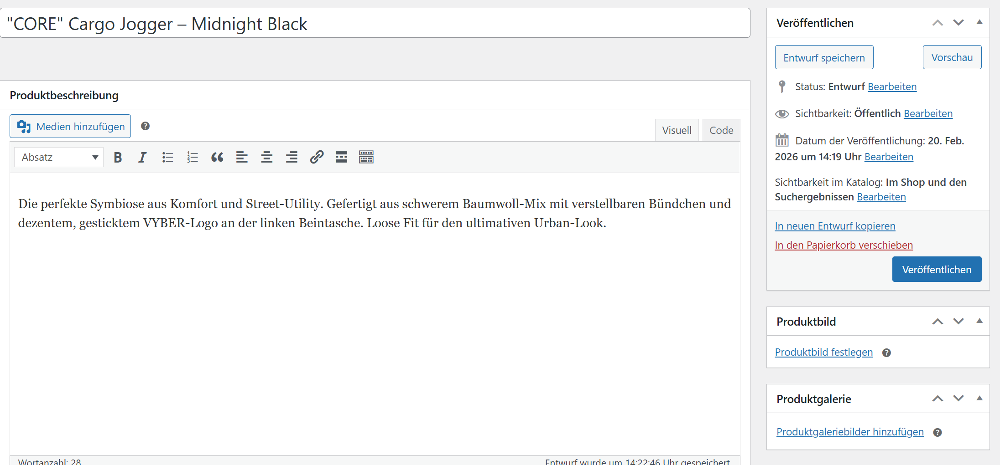 "CORE" Cargo Jogger – Midnight Black
Produktbeschreibung
Medien hinzufügen
Visuell
Code
Absatz
Die perfekte Symbiose aus Komfort und Street-Utility. Gefertigt aus schwerem Baumwoll-Mix mit verstellbaren Bündchen und
dezentem, gesticktem VYBER-Logo an der linken Beintasche. Loose Fit für den ultimativen Urban-Look.
Wortanzahl: 28
Entwurf wurde um 14:22:46 Uhr gespeichert.
Veröffentlichen
Entwurf speichern
Vorschau
Status: Entwurf Bearbeiten
Sichtbarkeit: Öffentlich Bearbeiten
Datum der Veröffentlichung: 20. Feb.
2026 um 14:19 Uhr Bearbeiten
Sichtbarkeit im Katalog: Im Shop und den
Suchergebnissen Bearbeiten
In neuen Entwurf kopieren
In den Papierkorb verschieben
Veröffentlichen
Produktbild
Produktbild festlegen
Produktgalerie
Produktgaleriebilder hinzufügen